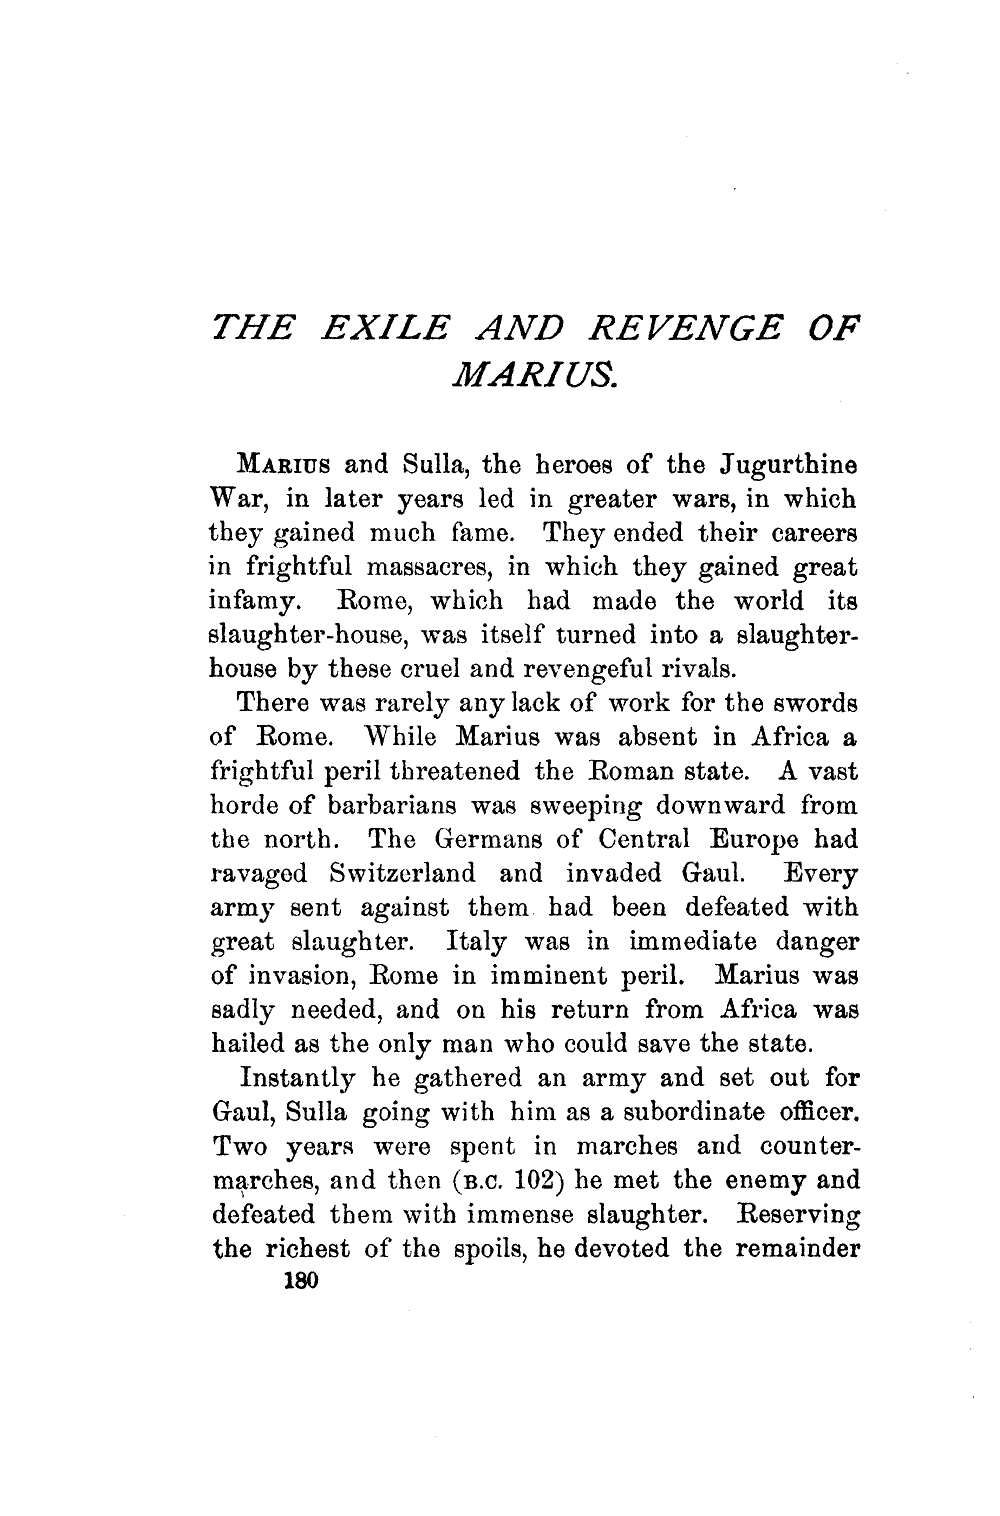 THE EXILE AND REVENGE OF
MARIUS.
MARIUS and Sulla, the heroes of the Jugurthine
War, in later years led in greater wars, in which
they gained much fame. They ended their careers
in frightful massacres, in which they gained great
infamy. Rome, which had made the world its
slaughter-house, was itself turned into a slaughter-
house by these cruel and revengeful rivals.
There was rarely any lack of work for the swords
of Rome. While Marius was absent in Africa a
frightful peril threatened the Roman state. A vast
horde of barbarians was sweeping downward from
the north. The Germans of Central Europe had
ravaged Switzerland and invaded Gaul. Every
army sent against them had been defeated with
great slaughter. Italy was in immediate danger
of invasion, Rome in imminent peril. Marius was
sadly needed, and on his return from Africa was
hailed as the only man who could save the state.
Instantly he gathered an army and set out for
Gaul, Sulla going with him as a subordinate officer.
Two years were spent in marches and counter-
marches, and then (B.C. 102) he met the enemy and
defeated them with immense slaughter. Reserving
the richest of the spoils, he devoted the remainder
180